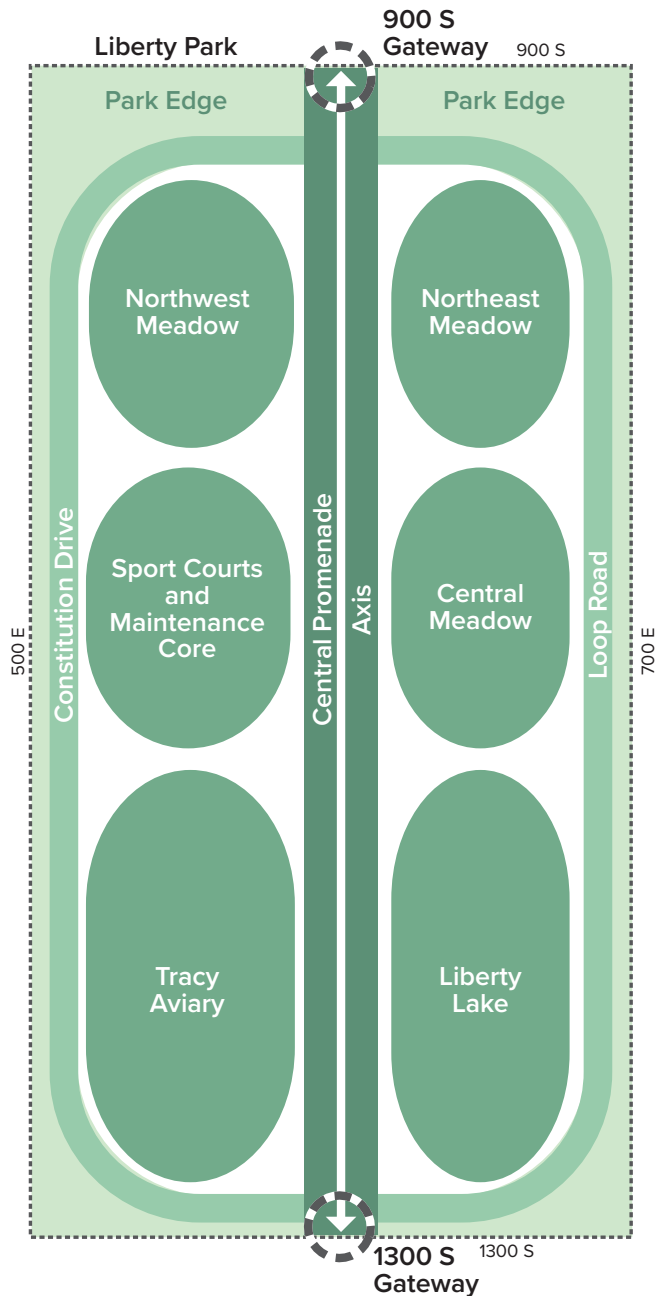 Liberty Park
900 S
Gateway
900 S
Park Edge
Park Edge
Northwest
Meadow
Northeast
Meadow
500 E
Constitution Drive
Sport Courts
and
Maintenance
Core
Central Promenade
Axis
Central
Meadow
Loop Road
700 E
Tracy
Aviary
Liberty
Lake
1300 S
Gateway
1300 S